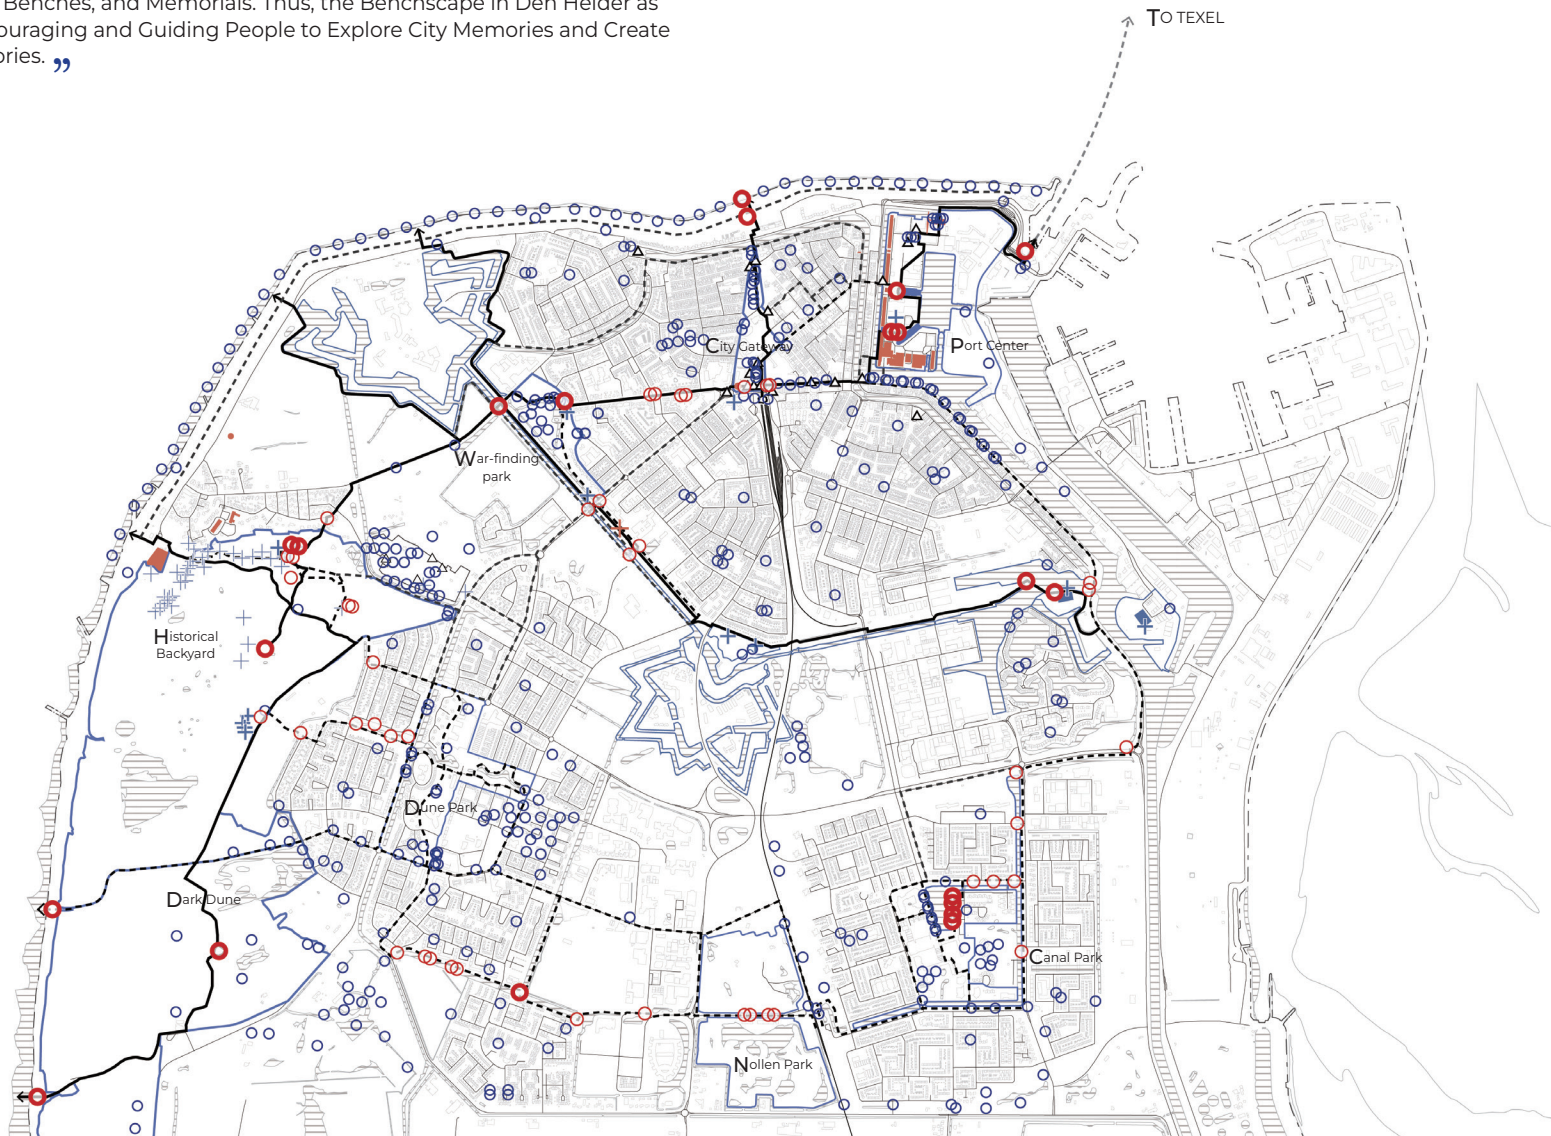 Benches, and Memorials. Thus, the Benchscape in Den Helder as
ouraging and Guiding People to Explore City Memories and Create
ories. ”
TO TEXEL
City Gateway
Port Center
War-finding
park
Historical
Backyard
Dune Park
Dark Dune
Canal Park
Nollen Park